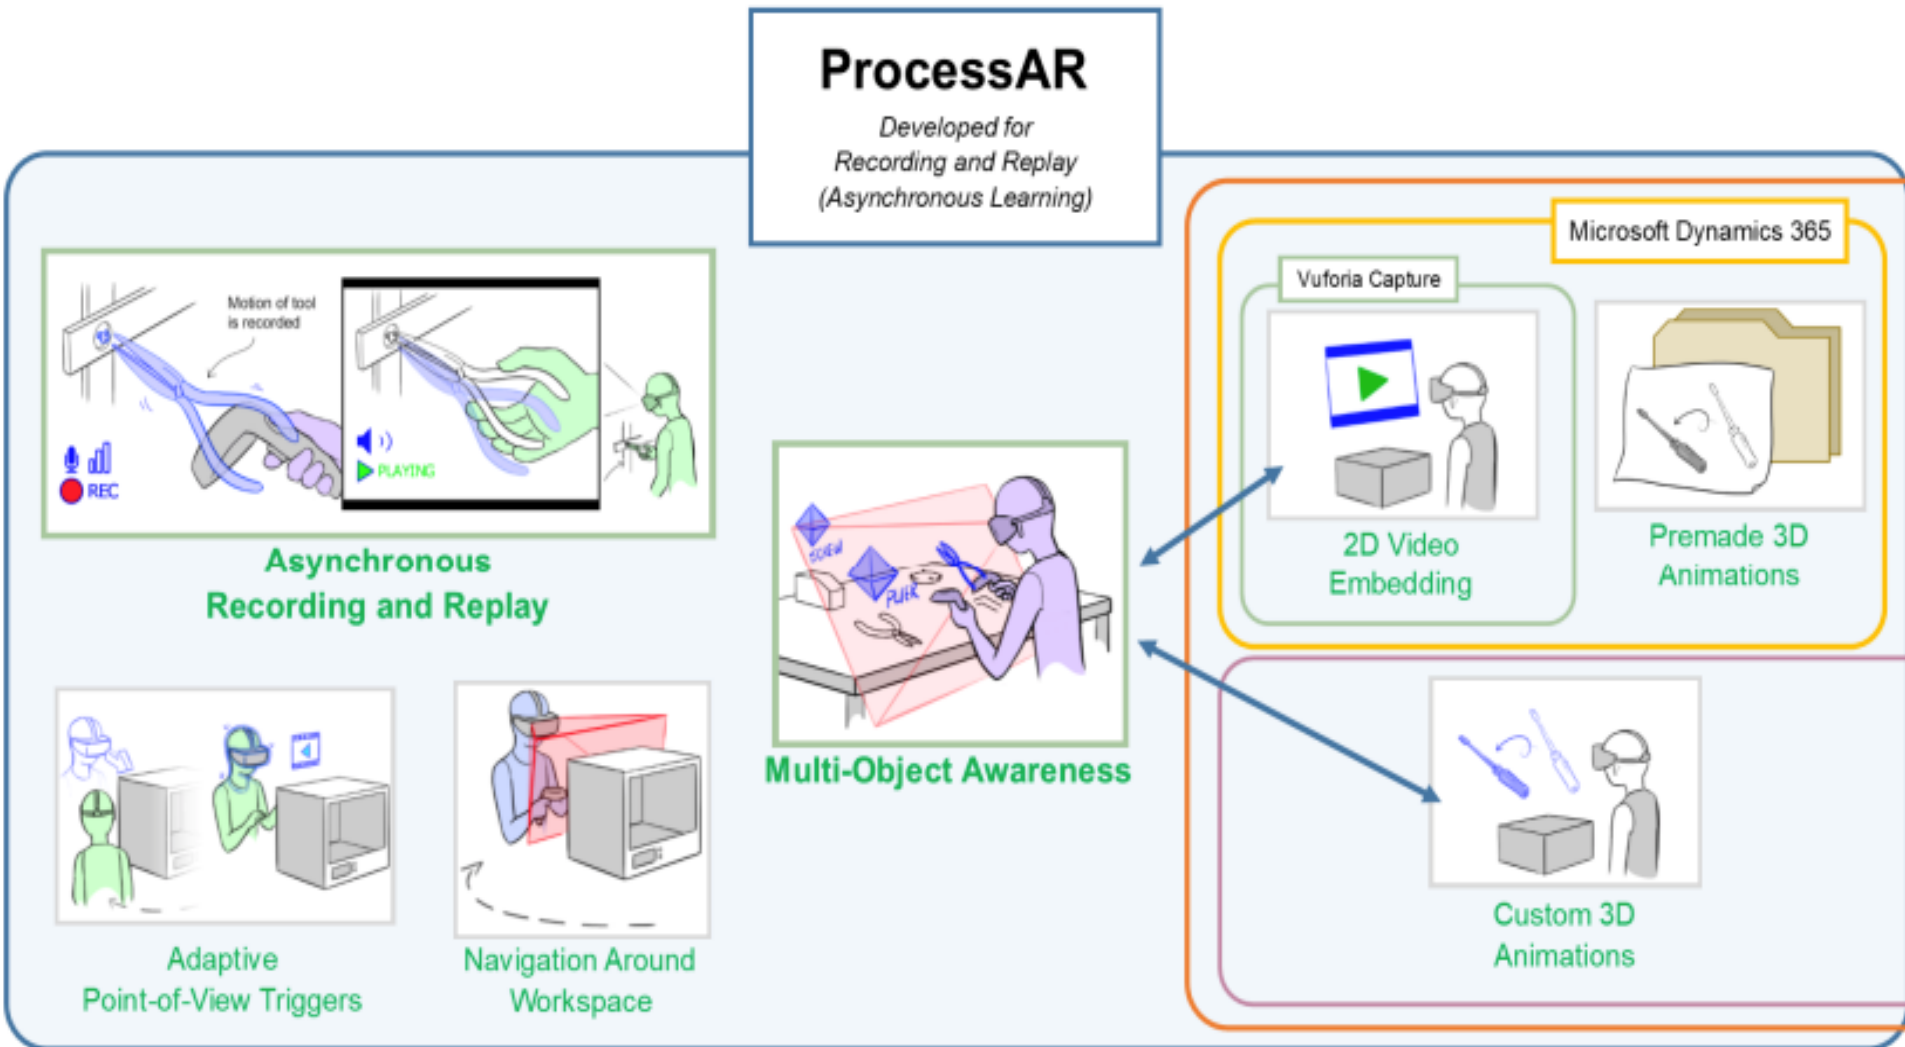 ProcessAR
Developed for
Recording and Replay
(Asynchronous Learning)
Motion of tool
is recorded
REC
PLAYING
Asynchronous
Recording and Replay
Adaptive
Point-of-View Triggers
Navigation Around
Workspace
SCREW
PLIER
Multi-Object Awareness
Microsoft Dynamics 365
Vuforia Capture
2D Video
Embedding
Premade 3D
Animations
Custom 3D
Animations